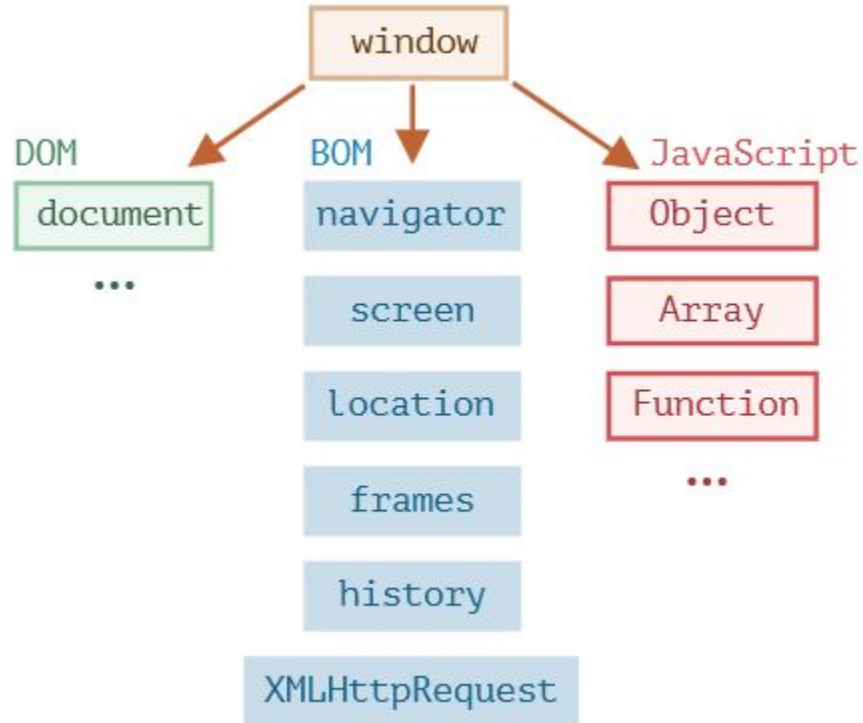 window
DOM
BOM
JavaScript
document
navigator
Object
...
screen
Array
location
Function
frames
...
history
XMLHttpRequest